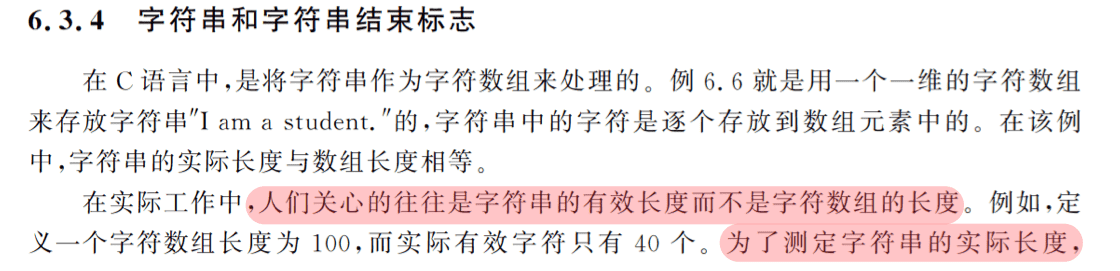 6.3.4 字符串和字符串结束标志
在 C 语言中,是将字符串作为字符数组来处理的。例 6.6 就是用一个一维的字符数组
来存放字符串"I am a student."的,字符串中的字符是逐个存放到数组元素中的。在该例
中,字符串的实际长度与数组长度相等。
在实际工作中,人们关心的往往是字符串的有效长度而不是字符数组的长度。例如,定
义一个字符数组长度为 100,而实际有效字符只有 40 个。为了测定字符串的实际长度,